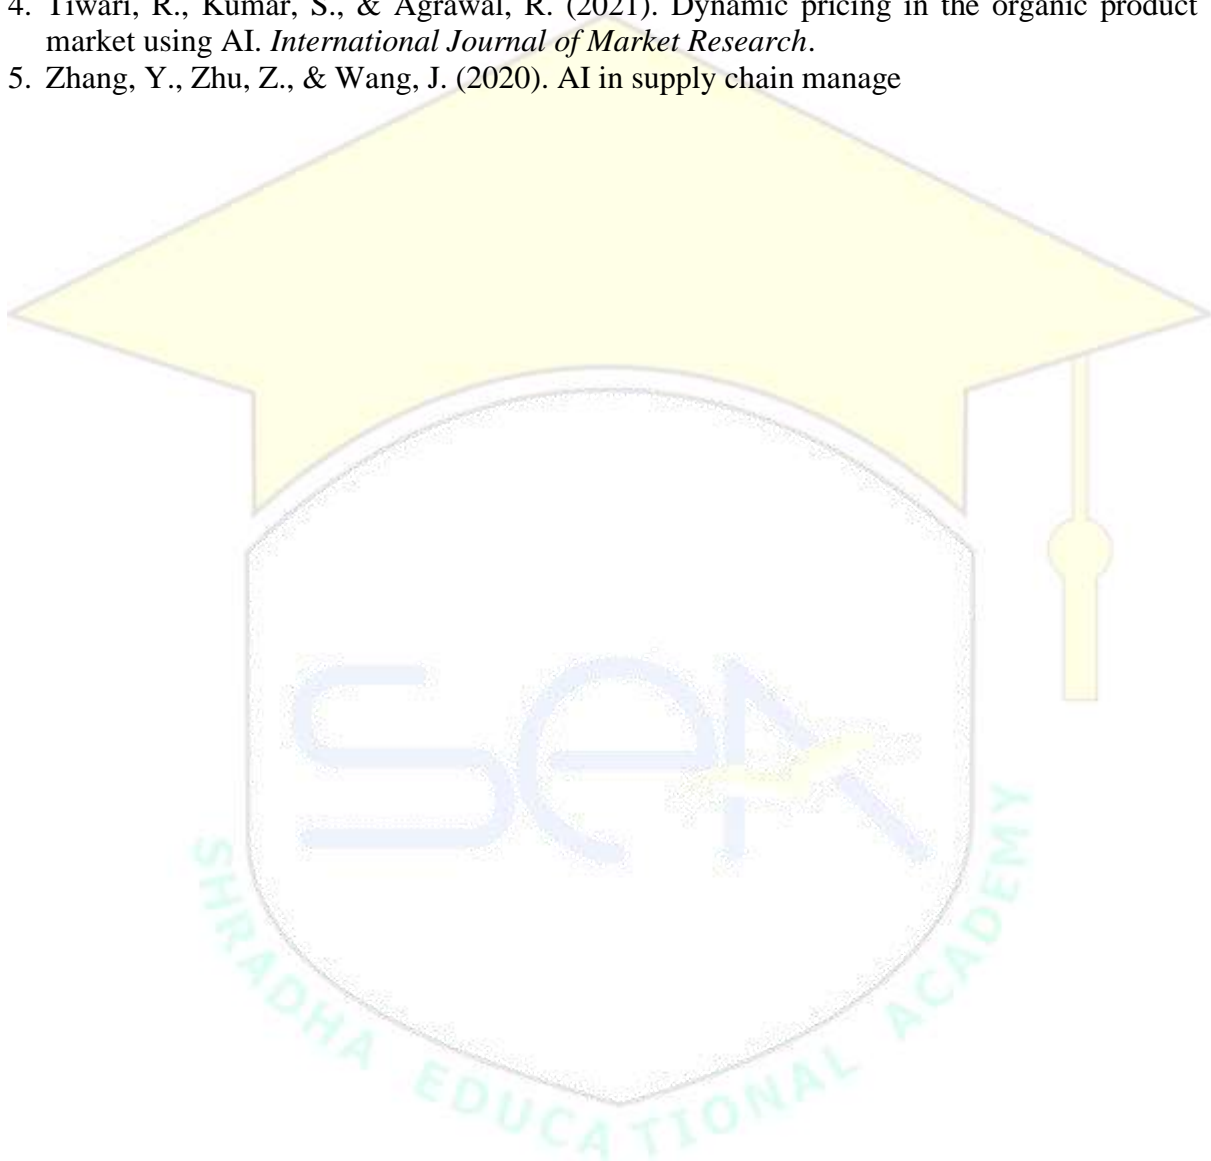 4. Tiwari, R., Kumar, S., & Agrawal, R. (2021). Dynamic pricing in the organic product
market using AI. International Journal of Market Research.
5. Zhang, Y., Zhu, Z., & Wang, J. (2020). AI in supply chain manage
SeA
SHRADHA EDUCATIONAL ACADEMY